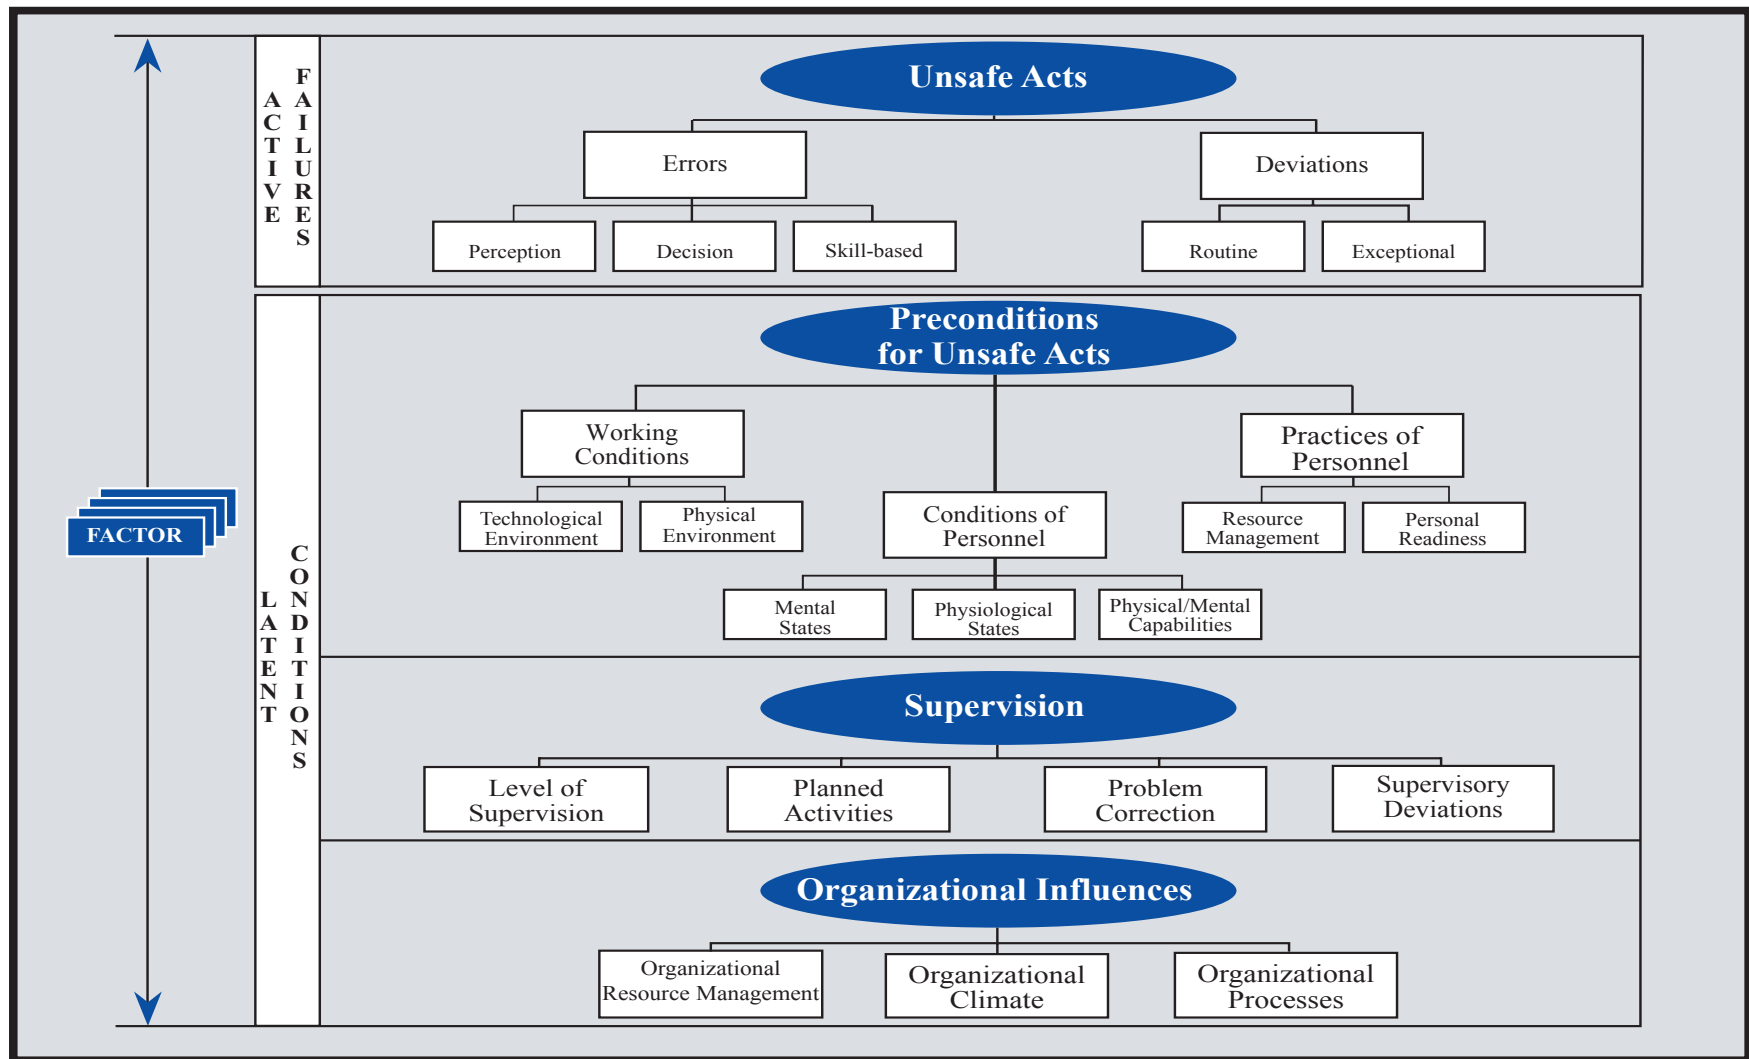 ACTIVE
FAILURES
Unsafe Acts
Errors
Deviations
Perception
Decision
Skill-based
Routine
Exceptional
LATENT
CONDITIONS
FACTOR
Preconditions
for Unsafe Acts
Working
Conditions
Practices of
Personnel
Technological
Environment
Physical
Environment
Conditions of
Personnel
Resource
Management
Personal
Readiness
Mental
States
Physiological
States
Physical/Mental
Capabilities
Supervision
Level of
Supervision
Planned
Activities
Problem
Correction
Supervisory
Deviations
Organizational Influences
Organizational
Resource Management
Organizational
Climate
Organizational
Processes